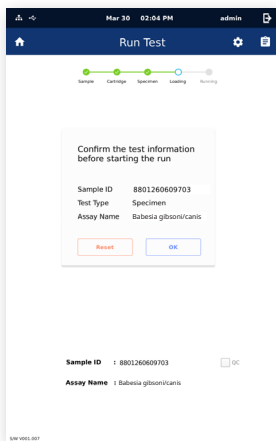 Mar 30 02:04 PM admin
Run Test
Sample Cartridge Specimen Loading Running
Confirm the test information
before starting the run
Sample ID 8801260609703
Test Type Specimen
Assay Name Babesia gibsoni/canis
Reset OK
Sample ID : 8801260609703 QC
Assay Name : Babesia gibsoni/canis
S/W V001.007